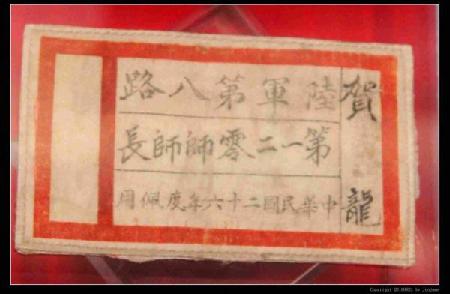 賀龍
陸軍第八路
第一二零師師長
中華民國二十六年度佩用